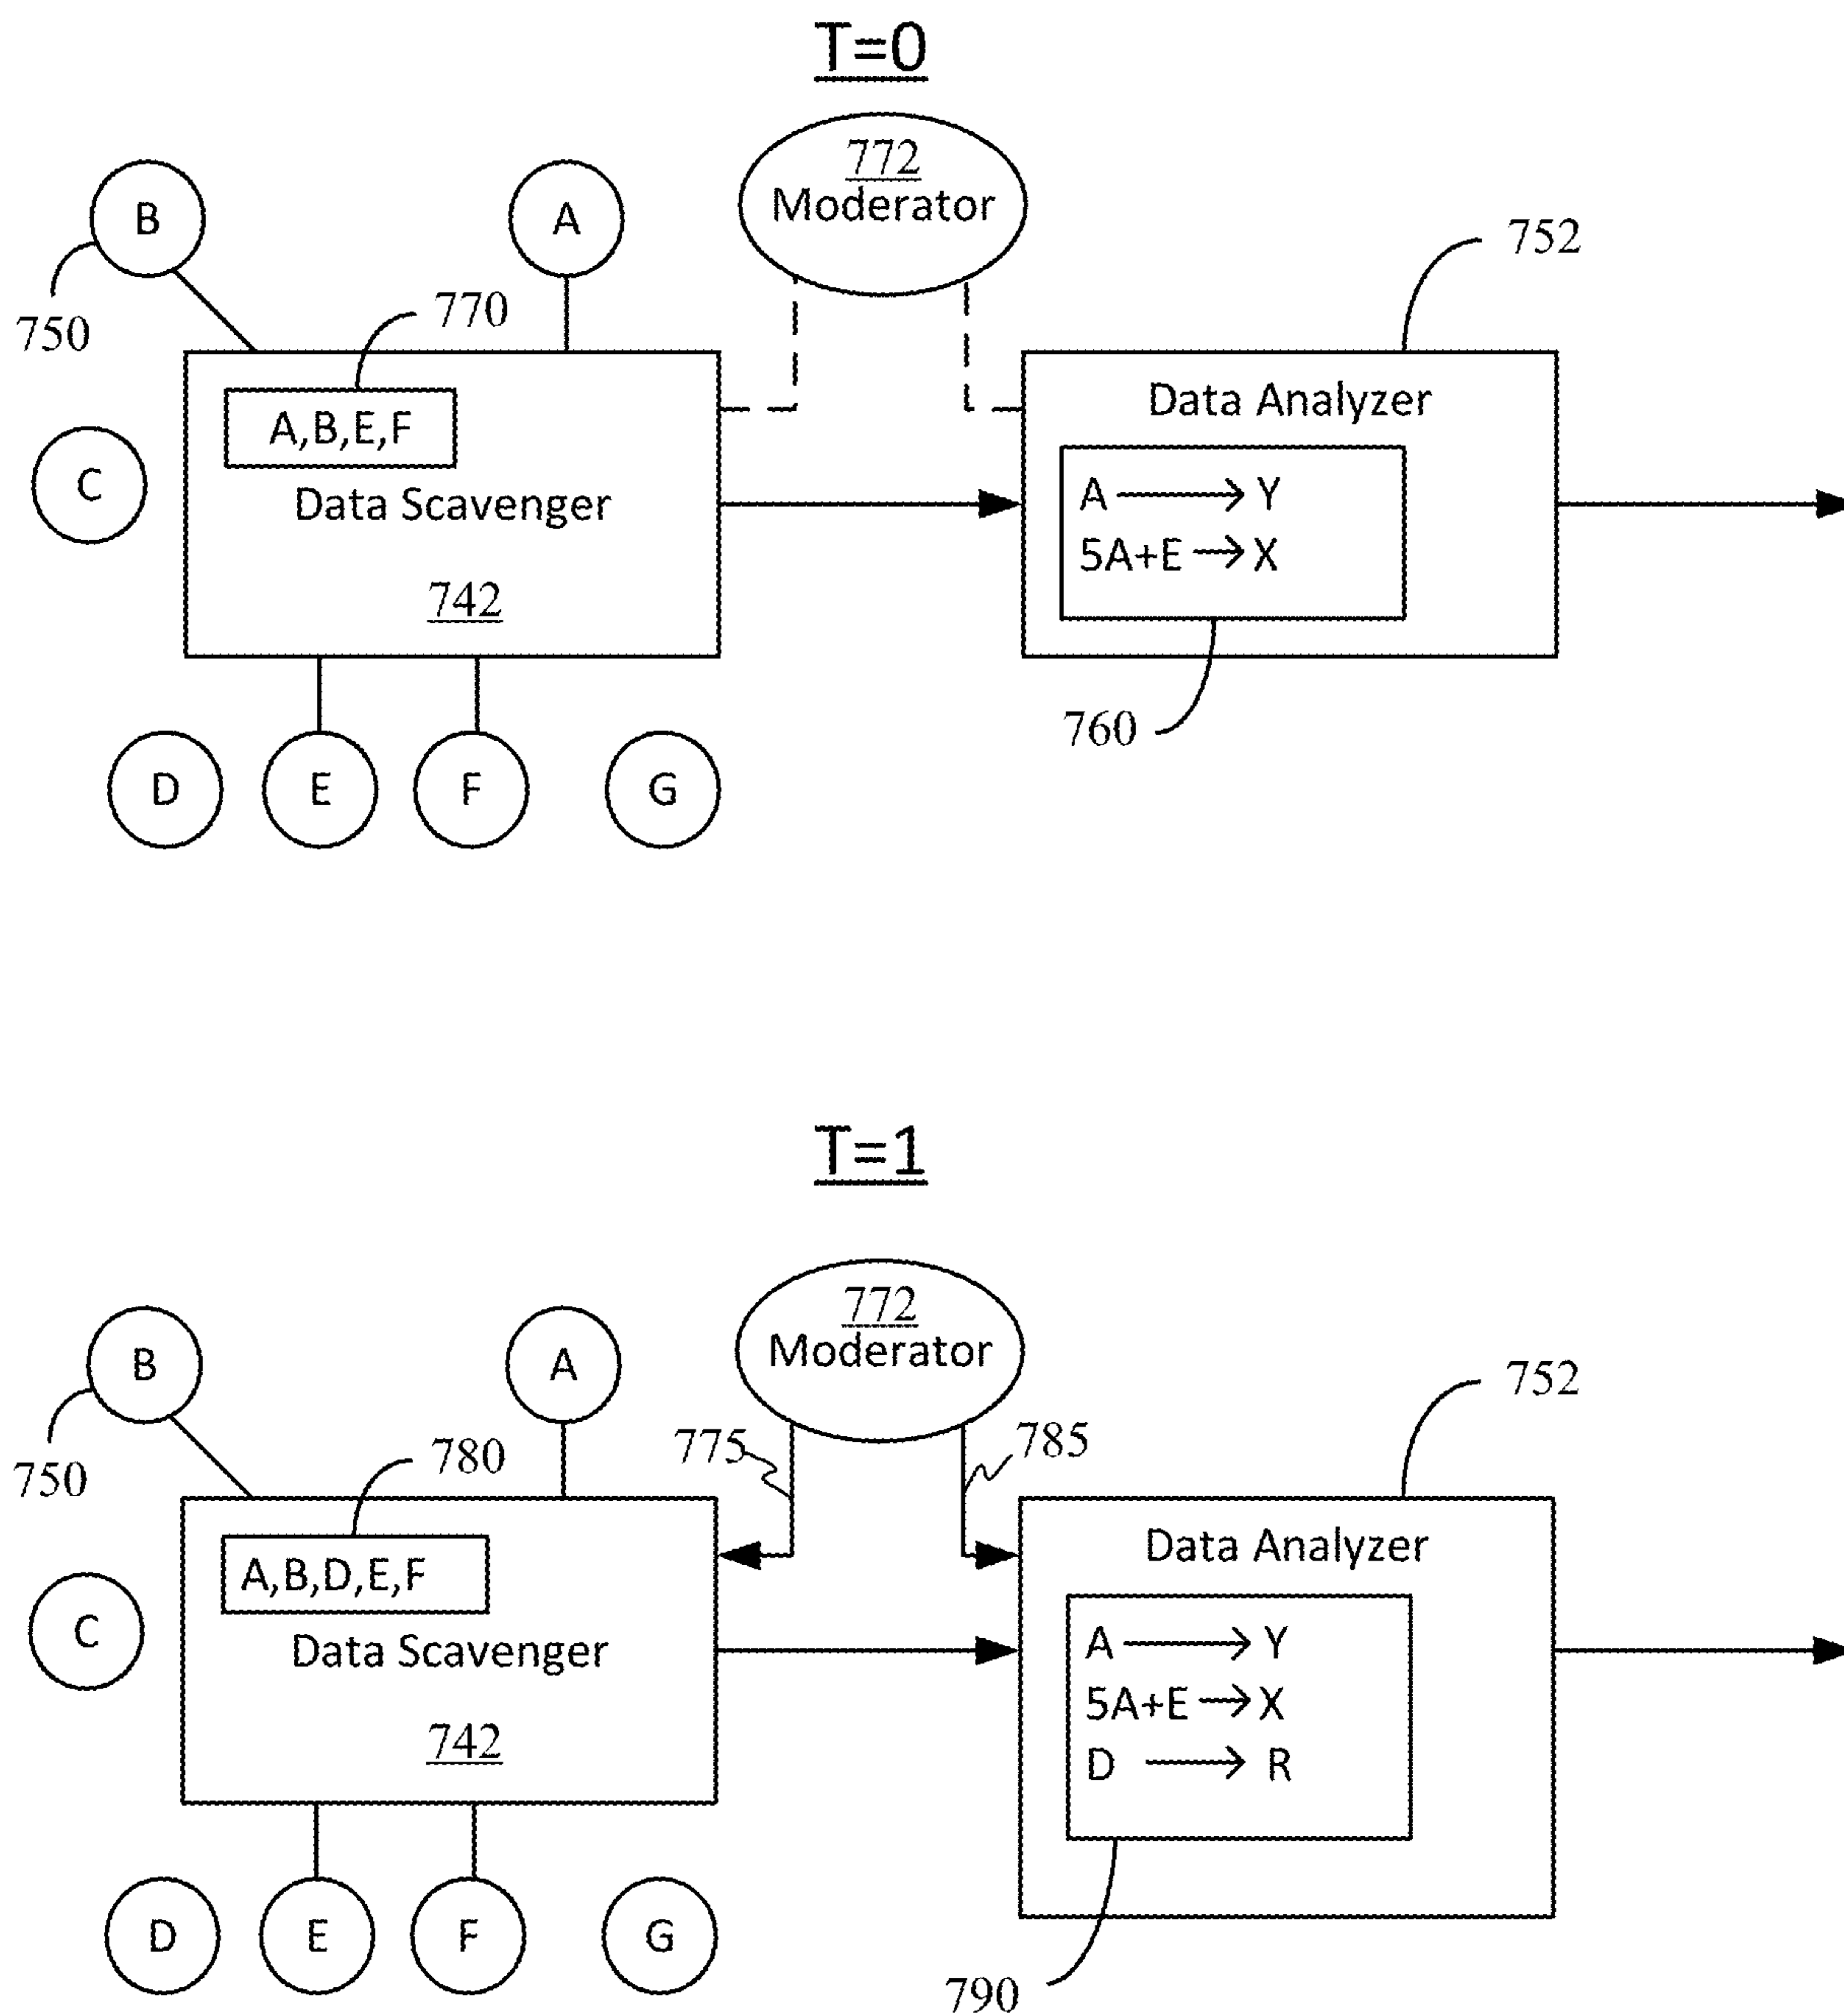 T=0
772
Moderator
B
A
752
750
770
A,B,E,F
Data Scavenger
742
C
Data Analyzer
A ⟶ Y
5A+E → X
760
D
E
F
G
T=1
772
Moderator
B
A
752
750
780
775
785
A,B,D,E,F
Data Scavenger
742
C
Data Analyzer
A ⟶ Y
5A+E → X
D ⟶ R
D
E
F
G
790